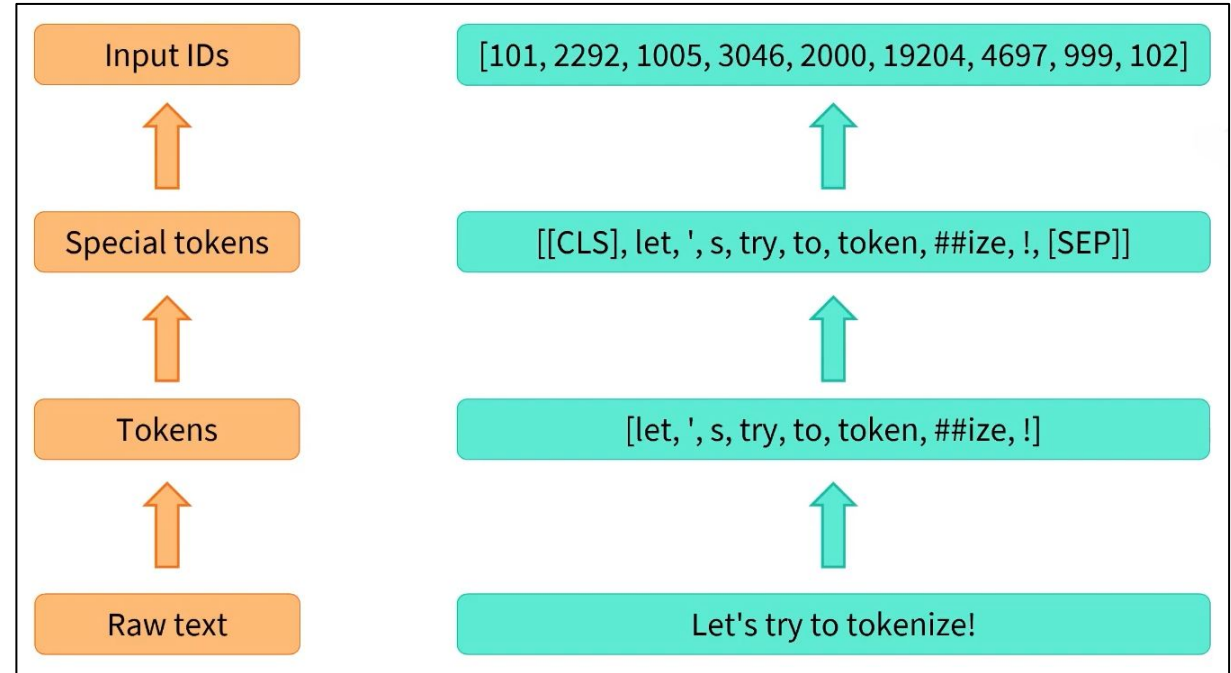 Input IDs
[101, 2292, 1005, 3046, 2000, 19204, 4697, 999, 102]
Special tokens
[[CLS], let, ', s, try, to, token, ##ize, !, [SEP]]
Tokens
[let, ', s, try, to, token, ##ize, !]
Raw text
Let's try to tokenize!